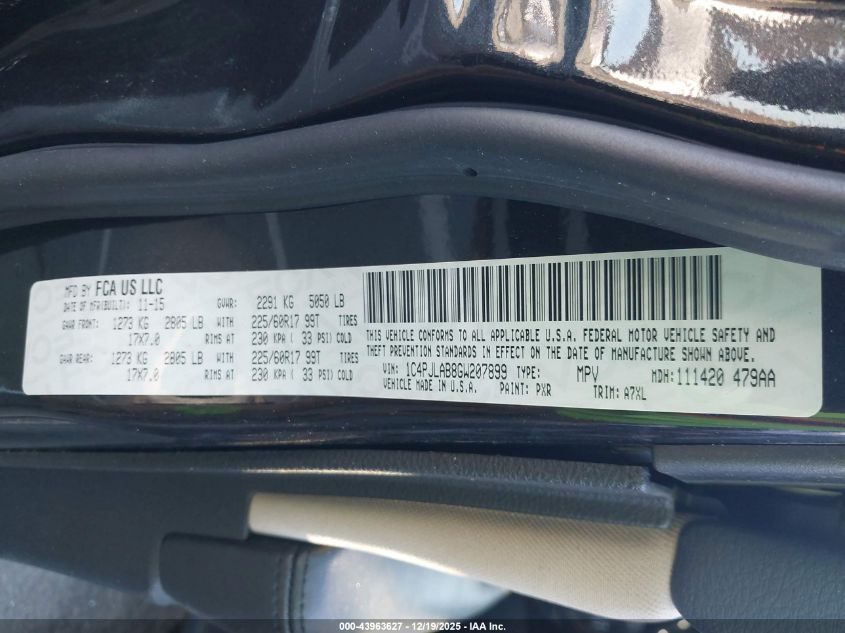 MFD BY FCA US LLC
DATE OF MFR(BUILT): 11-15 GVWR: 2291 KG 5050 LB
GAWR FRONT: 1273 KG 2805 LB WITH 225/60R17 99T TIRES
17X7.0 RIMS AT 230 KPA ( 33 PSI) COLD
GAWR REAR: 1273 KG 2805 LB WITH 225/60R17 99T TIRES
17X7.0 RIMS AT 230 KPA ( 33 PSI) COLD
THIS VEHICLE CONFORMS TO ALL APPLICABLE U.S.A. FEDERAL MOTOR VEHICLE SAFETY AND
THEFT PREVENTION STANDARDS IN EFFECT ON THE DATE OF MANUFACTURE SHOWN ABOVE.
VIN: 1C4PJLAB8GW207899 TYPE: MPV MDH: 111420 479AA
VEHICLE MADE IN U.S.A. PAINT: PXR TRIM: A7XL
000-43963627 - 12/19/2025 - IAA Inc.